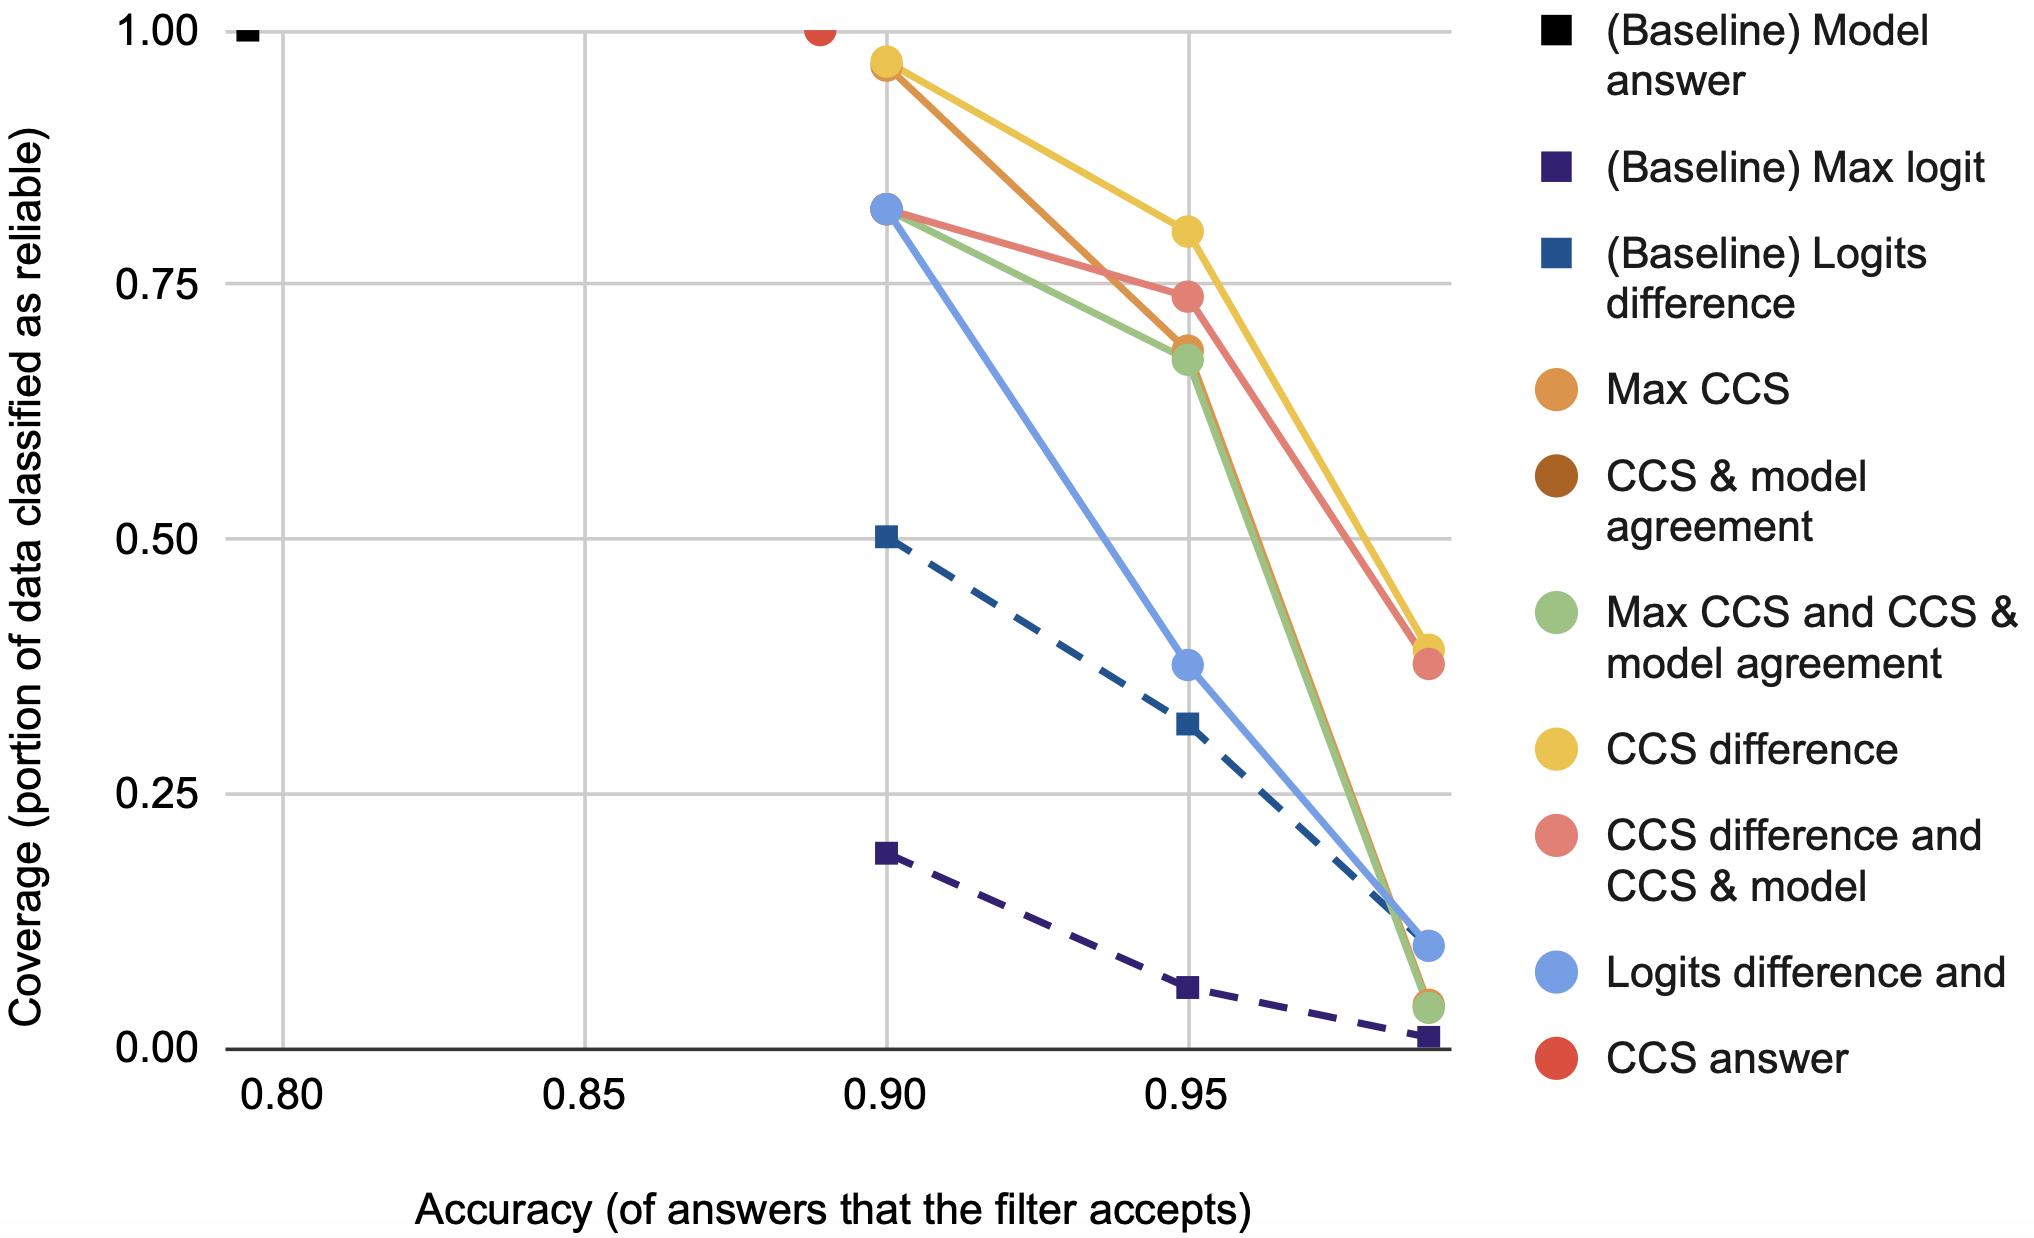 Coverage (portion of data classified as reliable)
1.00
0.75
0.50
0.25
0.00
0.80
0.85
0.90
0.95
Accuracy (of answers that the filter accepts)
(Baseline) Model
answer
(Baseline) Max logit
(Baseline) Logits
difference
Max CCS
CCS & model
agreement
Max CCS and CCS &
model agreement
CCS difference
CCS difference and
CCS & model
Logits difference and
CCS answer